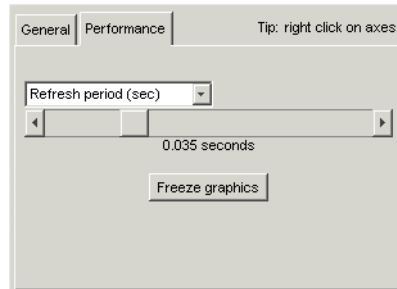 General Performance Tip: right click on axes
Refresh period (sec)
0.035 seconds
Freeze graphics